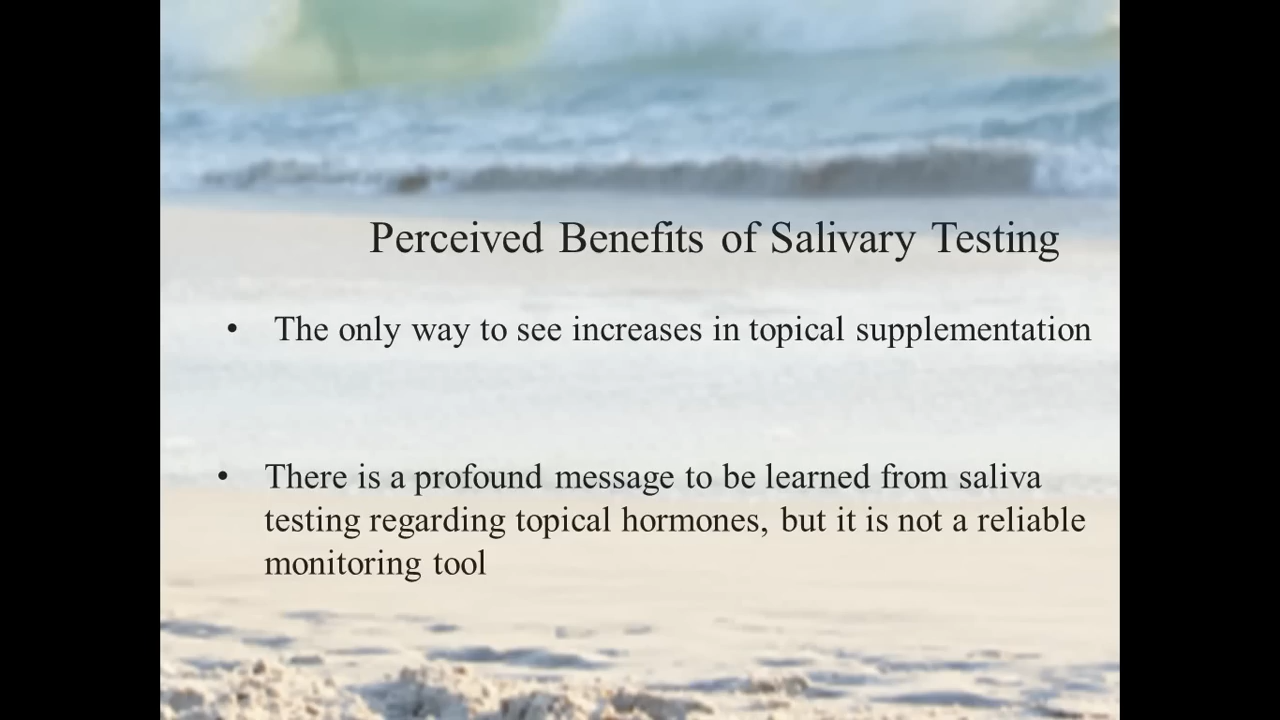 Perceived Benefits of Salivary Testing
• The only way to see increases in topical supplementation
• There is a profound message to be learned from saliva
testing regarding topical hormones, but it is not a reliable
monitoring tool